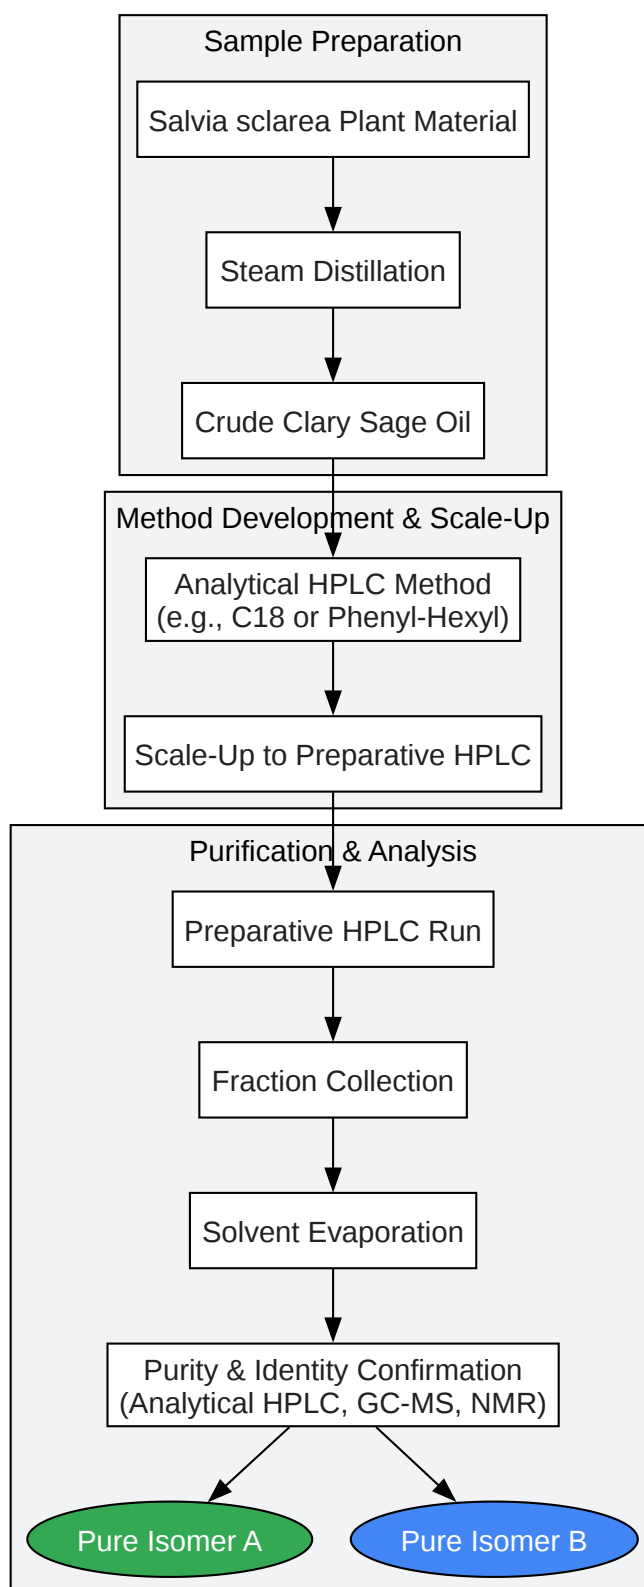 Sample Preparation
Salvia sclarea Plant Material
Steam Distillation
Crude Clary Sage Oil
Method Development & Scale-Up
Analytical HPLC Method
(e.g., C18 or Phenyl-Hexyl)
Scale-Up to Preparative HPLC
Purification & Analysis
Preparative HPLC Run
Fraction Collection
Solvent Evaporation
Purity & Identity Confirmation
(Analytical HPLC, GC-MS, NMR)
Pure Isomer A
Pure Isomer B